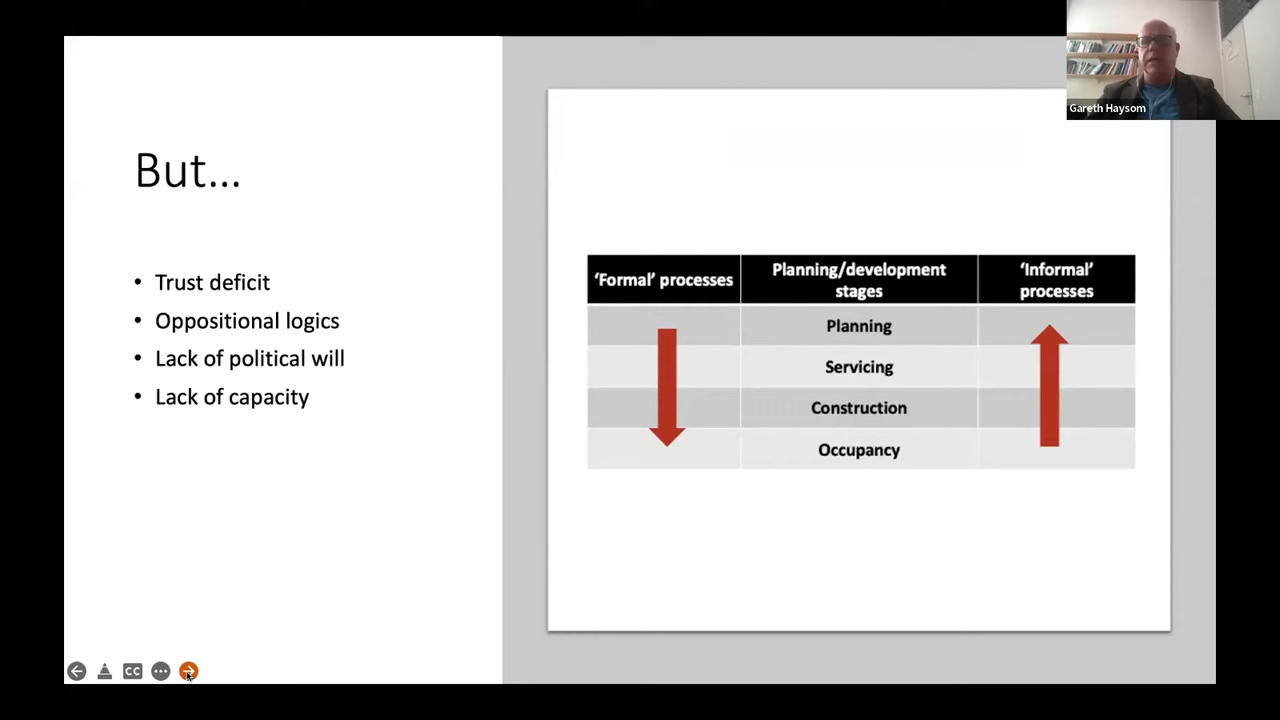 Gareth Haysom
But...
• Trust deficit
• Oppositional logics
• Lack of political will
• Lack of capacity
‘Formal’ processes
Planning/development
stages
‘Informal’
processes
Planning
Servicing
Construction
Occupancy
CC